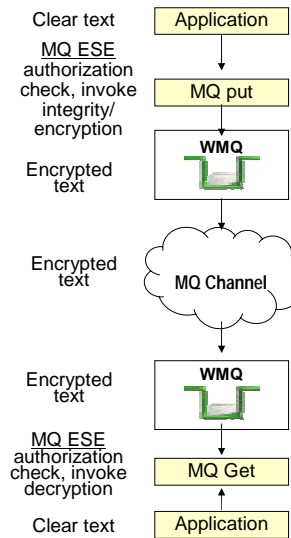 Clear text
Application
MQ ESE
authorization
check, invoke
integrity/
encryption
MQ put
WMQ
Encrypted
text
Encrypted
text
MQ Channel
WMQ
Encrypted
text
MQ ESE
authorization
check, invoke
decryption
MQ Get
Clear text
Application